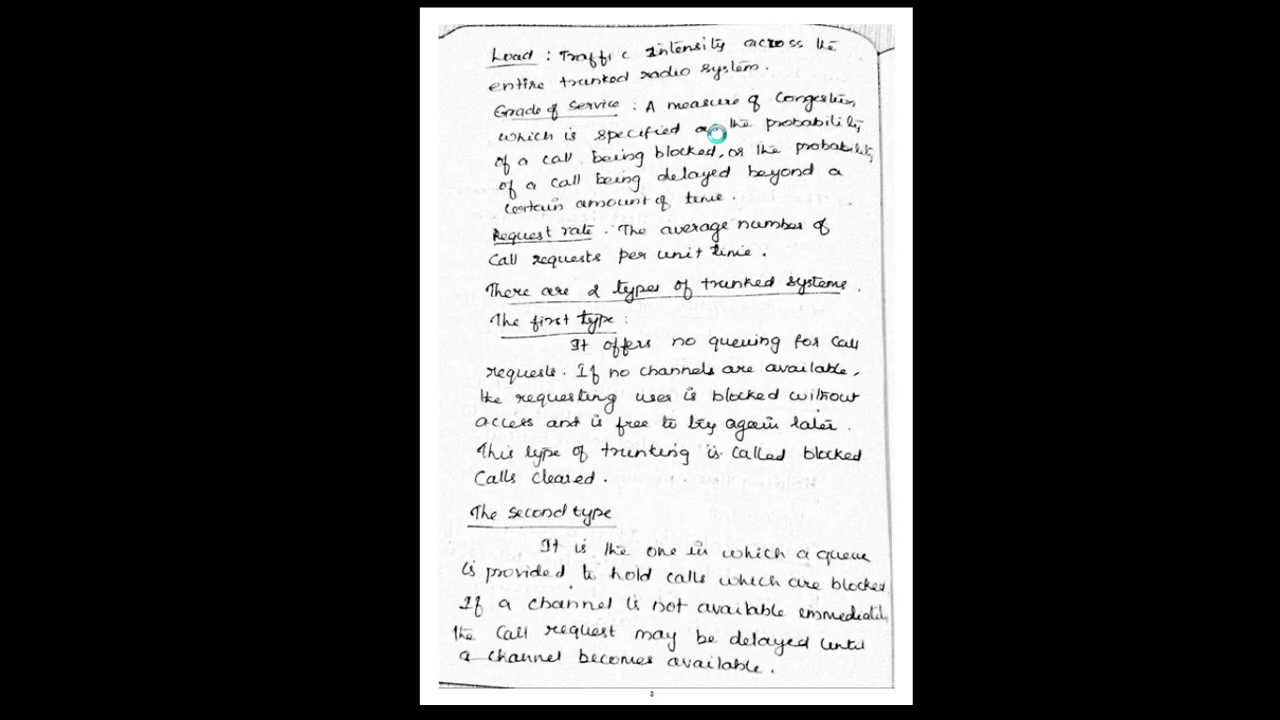 Load : Traffic Intensity across the
entire trunked radio system.
Grade of Service : A measure of congestion
which is specified as the probability
of a call being blocked, or the probability
of a call being delayed beyond a
certain amount of time.
Request rate : The average number of
Call requests per unit time.
There are 2 types of trunked systems.
The first type :
It offers no queuing for call
requests. If no channels are available,
the requesting user is blocked without
access and is free to try again later.
This type of trunking is called blocked
Calls cleared.
The second type
It is the one in which a queue
is provided to hold calls which are blocked
If a channel is not available immediately
the call request may be delayed until
a channel becomes available.
3